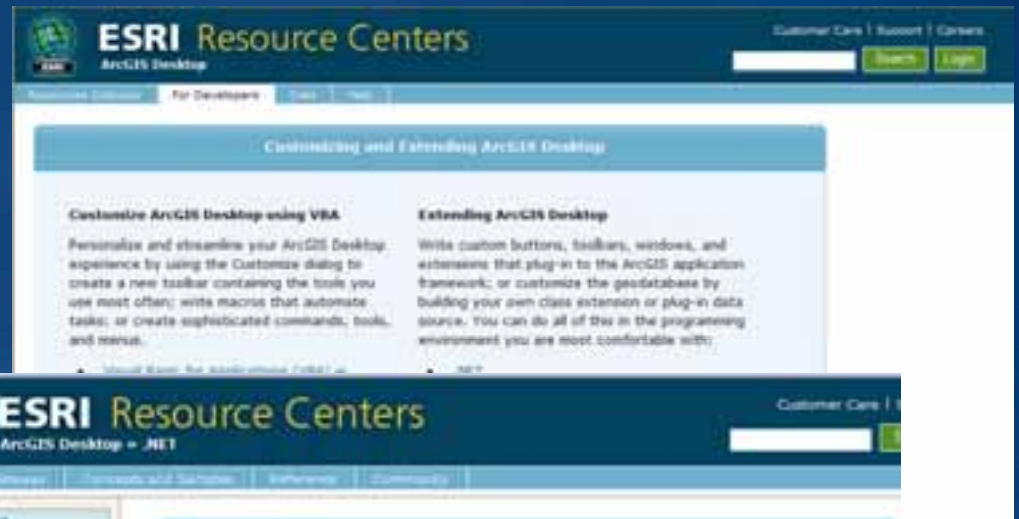 ESRI Resource Centers
Customer Care | Support | Careers
ArcGIS Desktop
Search Login
For Developers
Customizing and Extending ArcGIS Desktop
Customize ArcGIS Desktop using VBA
Personalize and streamline your ArcGIS Desktop
experience by using the Customize dialog to
create a new toolbar containing the tools you
use most often; write macros that automate
tasks; or create sophisticated commands, tools,
and menus.
Visual Basic for Applications (VBA)
Extending ArcGIS Desktop
Write custom buttons, toolbars, windows, and
extensions that plug-in to the ArcGIS application
framework; or customize the geodatabase by
building your own class extension or plug-in data
source. You can do all of this in the programming
environment you are most comfortable with:
.NET
ESRI Resource Centers
Customer Care |
ArcGIS Desktop - .NET
Concepts and Samples Reference Community